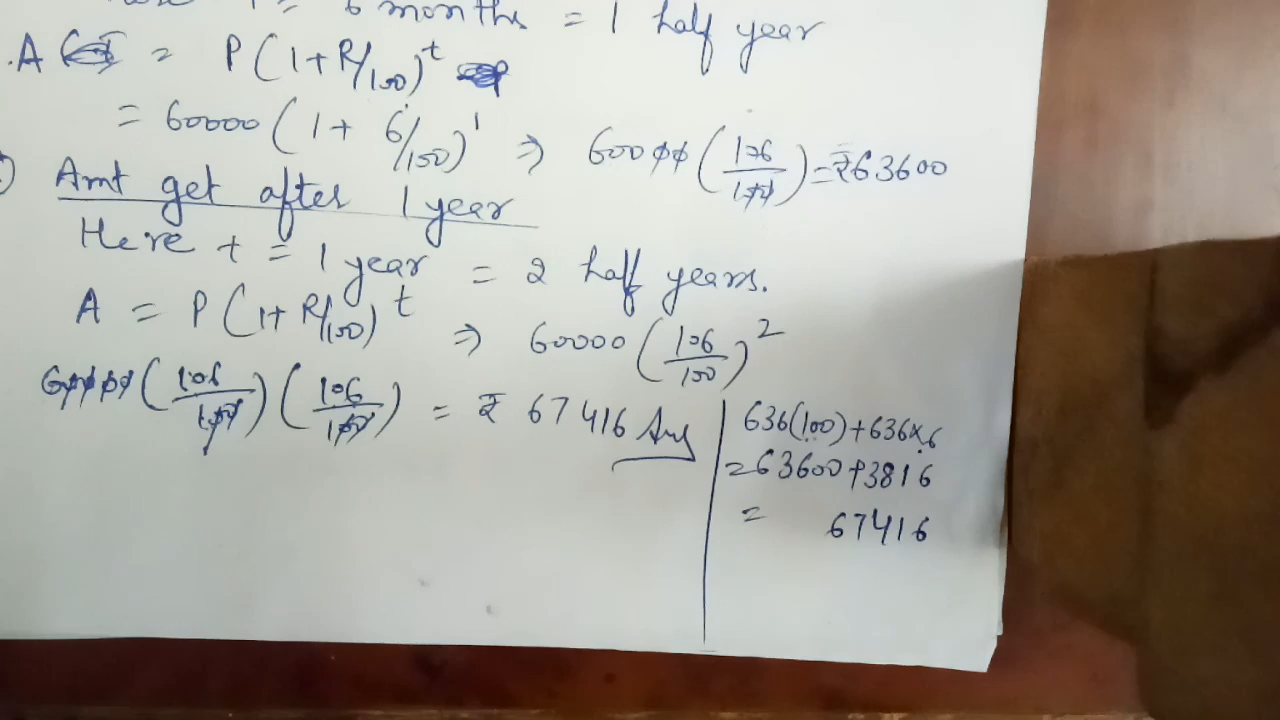 t = 6 months = 1 half year
A = P(1+R/100)^t
= 60000(1+6/100)^1 ⇒ 60000(106/100) = ₹63600
Amt get after 1 year
Here t = 1 year = 2 half years.
A = P(1+R/100)^t ⇒ 60000(106/100)^2
60000(106/100)(106/100) = ₹ 67416 Ans
636(100)+636×6
=63600+3816
= 67416